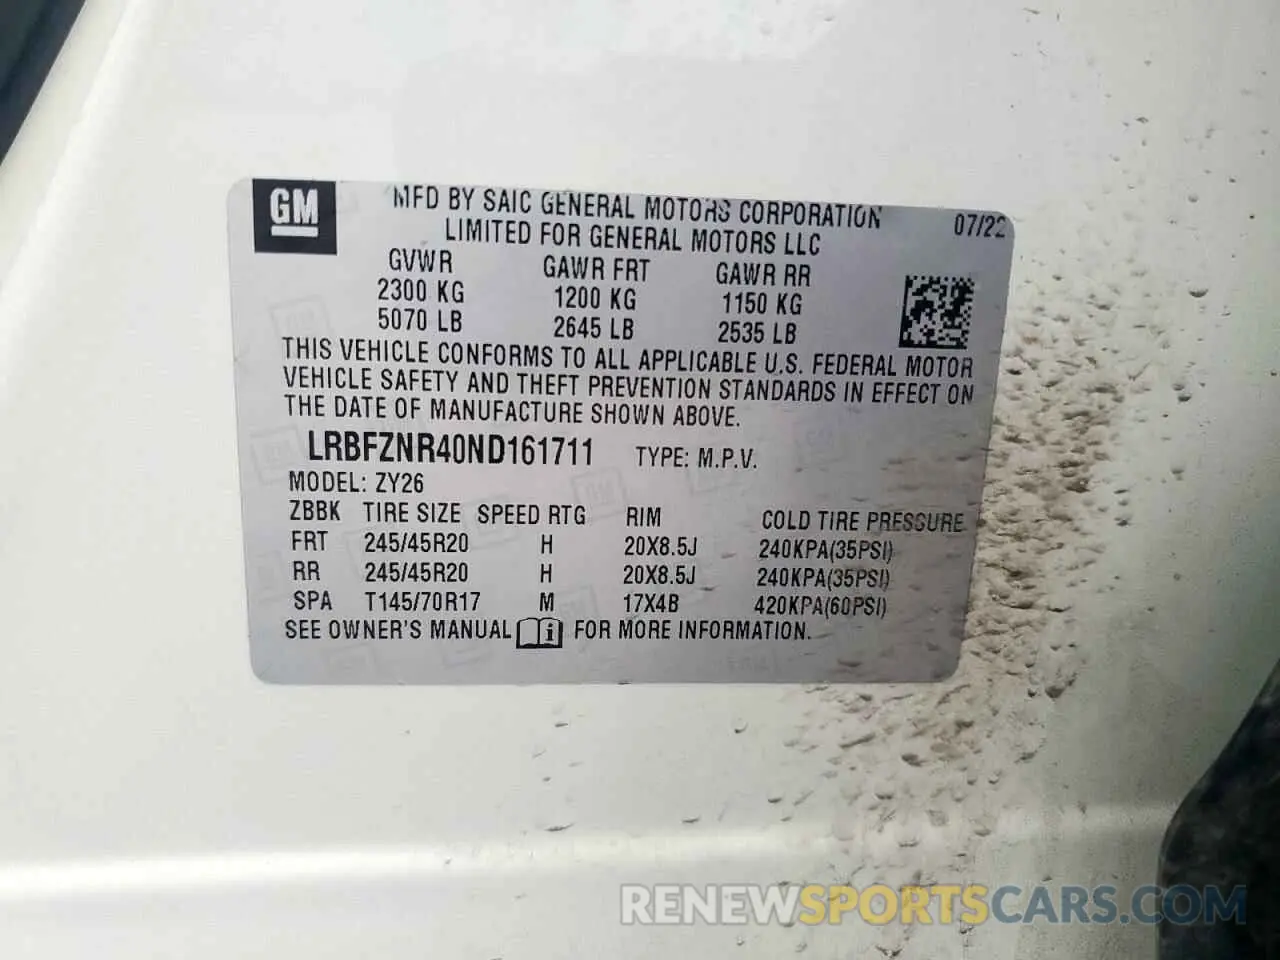 GM MFD BY SAIC GENERAL MOTORS CORPORATION 07/22
LIMITED FOR GENERAL MOTORS LLC
GVWR GAWR FRT GAWR RR
2300 KG 1200 KG 1150 KG
5070 LB 2645 LB 2535 LB
THIS VEHICLE CONFORMS TO ALL APPLICABLE U.S. FEDERAL MOTOR
VEHICLE SAFETY AND THEFT PREVENTION STANDARDS IN EFFECT ON
THE DATE OF MANUFACTURE SHOWN ABOVE.
LRBFZNR40ND161711 TYPE: M.P.V.
MODEL: ZY26
ZBBK TIRE SIZE SPEED RTG RIM COLD TIRE PRESSURE
FRT 245/45R20 H 20X8.5J 240KPA(35PSI)
RR 245/45R20 H 20X8.5J 240KPA(35PSI)
SPA T145/70R17 M 17X4B 420KPA(60PSI)
SEE OWNER'S MANUAL i FOR MORE INFORMATION.
RENEWSPORTSCARS.COM